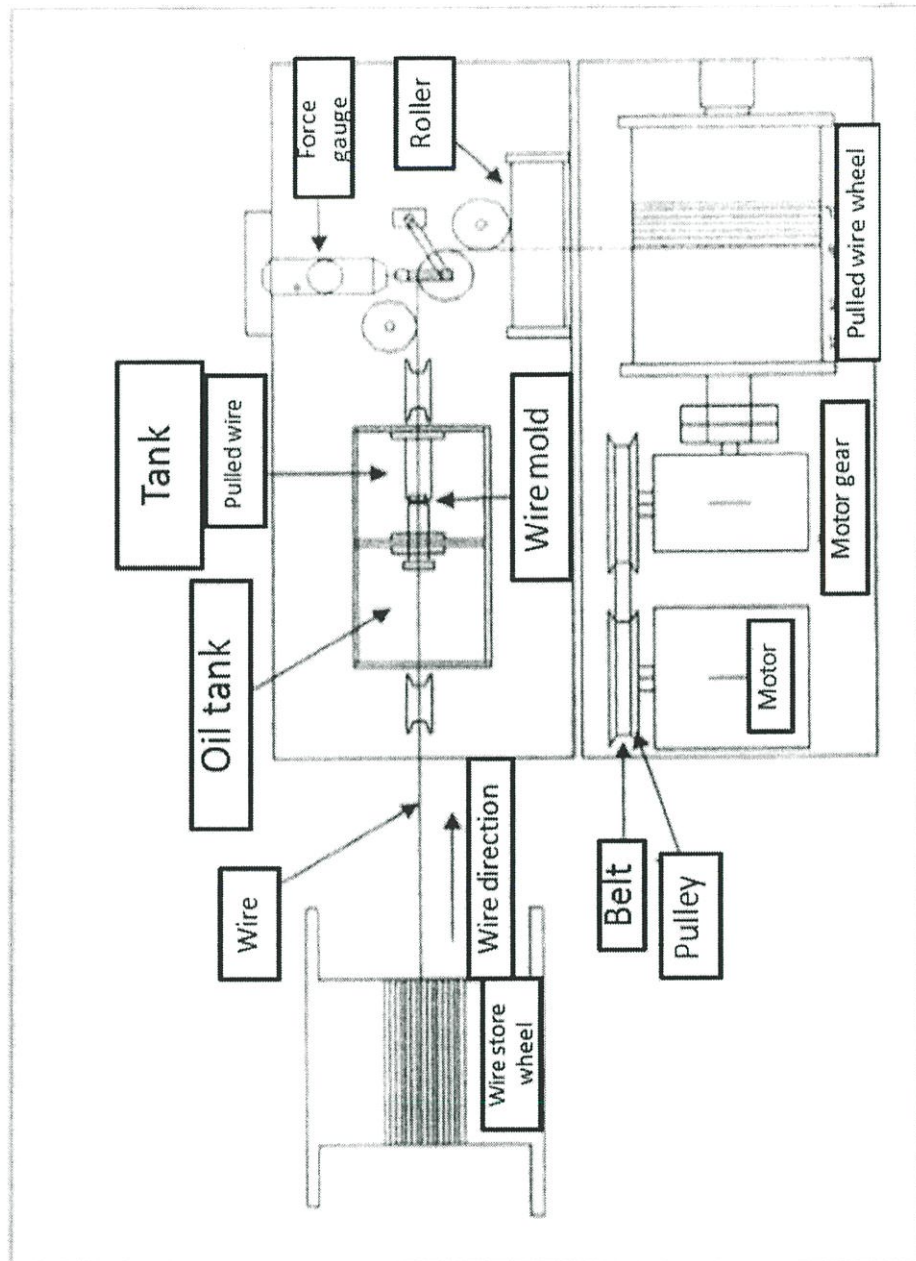 Force
gauge
Roller
Tank
Pulled wire
Oil tank
Wire mold
Wire
Wire direction
Wire store
wheel
Belt
Pulley
Motor
Motor gear
Pulled wire wheel